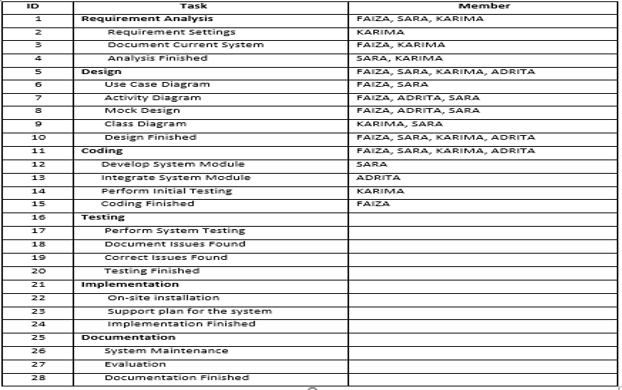 ID Task Member
1 Requirement Analysis FAIZA, SARA, KARIMA
2 Requirement Settings KARIMA
3 Document Current System FAIZA, KARIMA
4 Analysis Finished SARA, KARIMA
5 Design FAIZA, SARA, KARIMA, ADRITA
6 Use Case Diagram FAIZA, SARA
7 Activity Diagram FAIZA, ADRITA, SARA
8 Mock Design FAIZA, ADRITA, SARA
9 Class Diagram KARIMA, SARA
10 Design Finished FAIZA, SARA, KARIMA, ADRITA
11 Coding FAIZA, SARA, KARIMA, ADRITA
12 Develop System Module SARA
13 Integrate System Module ADRITA
14 Perform Initial Testing KARIMA
15 Coding Finished FAIZA
16 Testing
17 Perform System Testing
18 Document Issues Found
19 Correct Issues Found
20 Testing Finished
21 Implementation
22 On-site installation
23 Support plan for the system
24 Implementation Finished
25 Documentation
26 System Maintenance
27 Evaluation
28 Documentation Finished